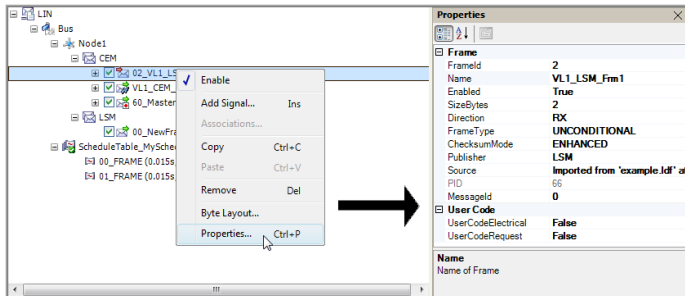 LIN
Bus
Node1
CEM
02_VL1_LS
VL1_CEM_
60_Master
LSM
00_NewFra
ScheduleTable_MySche
00_FRAME (0.015s,
01_FRAME (0.015s,
Enable
Add Signal... Ins
Associations...
Copy Ctrl+C
Paste Ctrl+V
Remove Del
Byte Layout...
Properties... Ctrl+P
Properties
Frame
FrameId 2
Name VL1_LSM_Frm1
Enabled True
SizeBytes 2
Direction RX
FrameType UNCONDITIONAL
ChecksumMode ENHANCED
Publisher LSM
Source Imported from 'example.ldf' at
PID 66
MessageId 0
User Code
UserCodeElectrical False
UserCodeRequest False
Name
Name of Frame